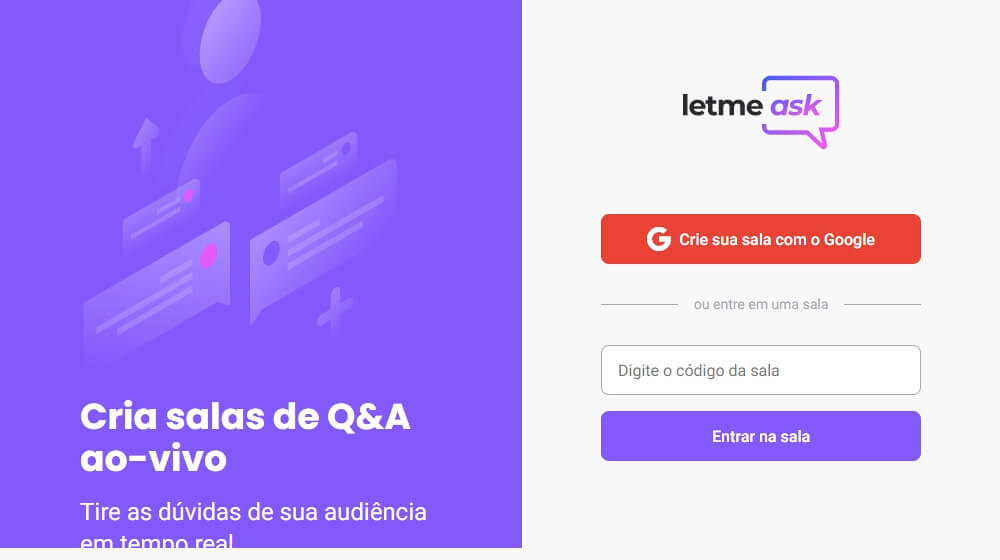 Cria salas de Q&A
ao-vivo
Tire as dúvidas de sua audiência
em tempo real
letme ask
Crie sua sala com o Google
ou entre em uma sala
Digite o código da sala
Entrar na sala